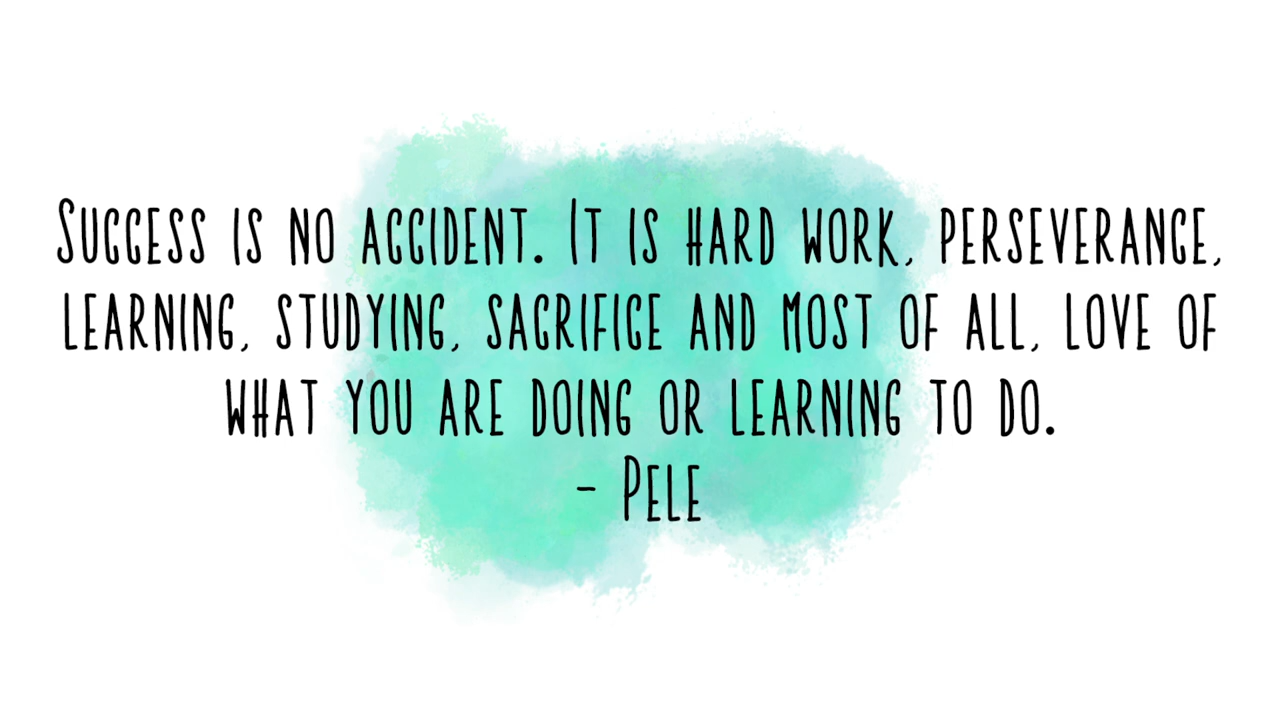 Success is no accident. It is hard work, perseverance,
learning, studying, sacrifice and most of all, love of
what you are doing or learning to do.
- Pele